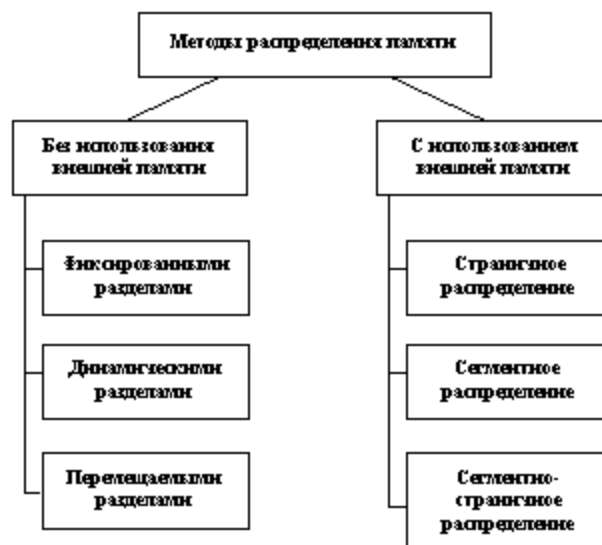 Методы распределения памяти
Без использования
внешней памяти
С использованием
внешней памяти
Фиксированными
разделами
Страничное
распределение
Динамическими
разделами
Сегментное
распределение
Перемещаемыми
разделами
Сегментно-
страничное
распределение